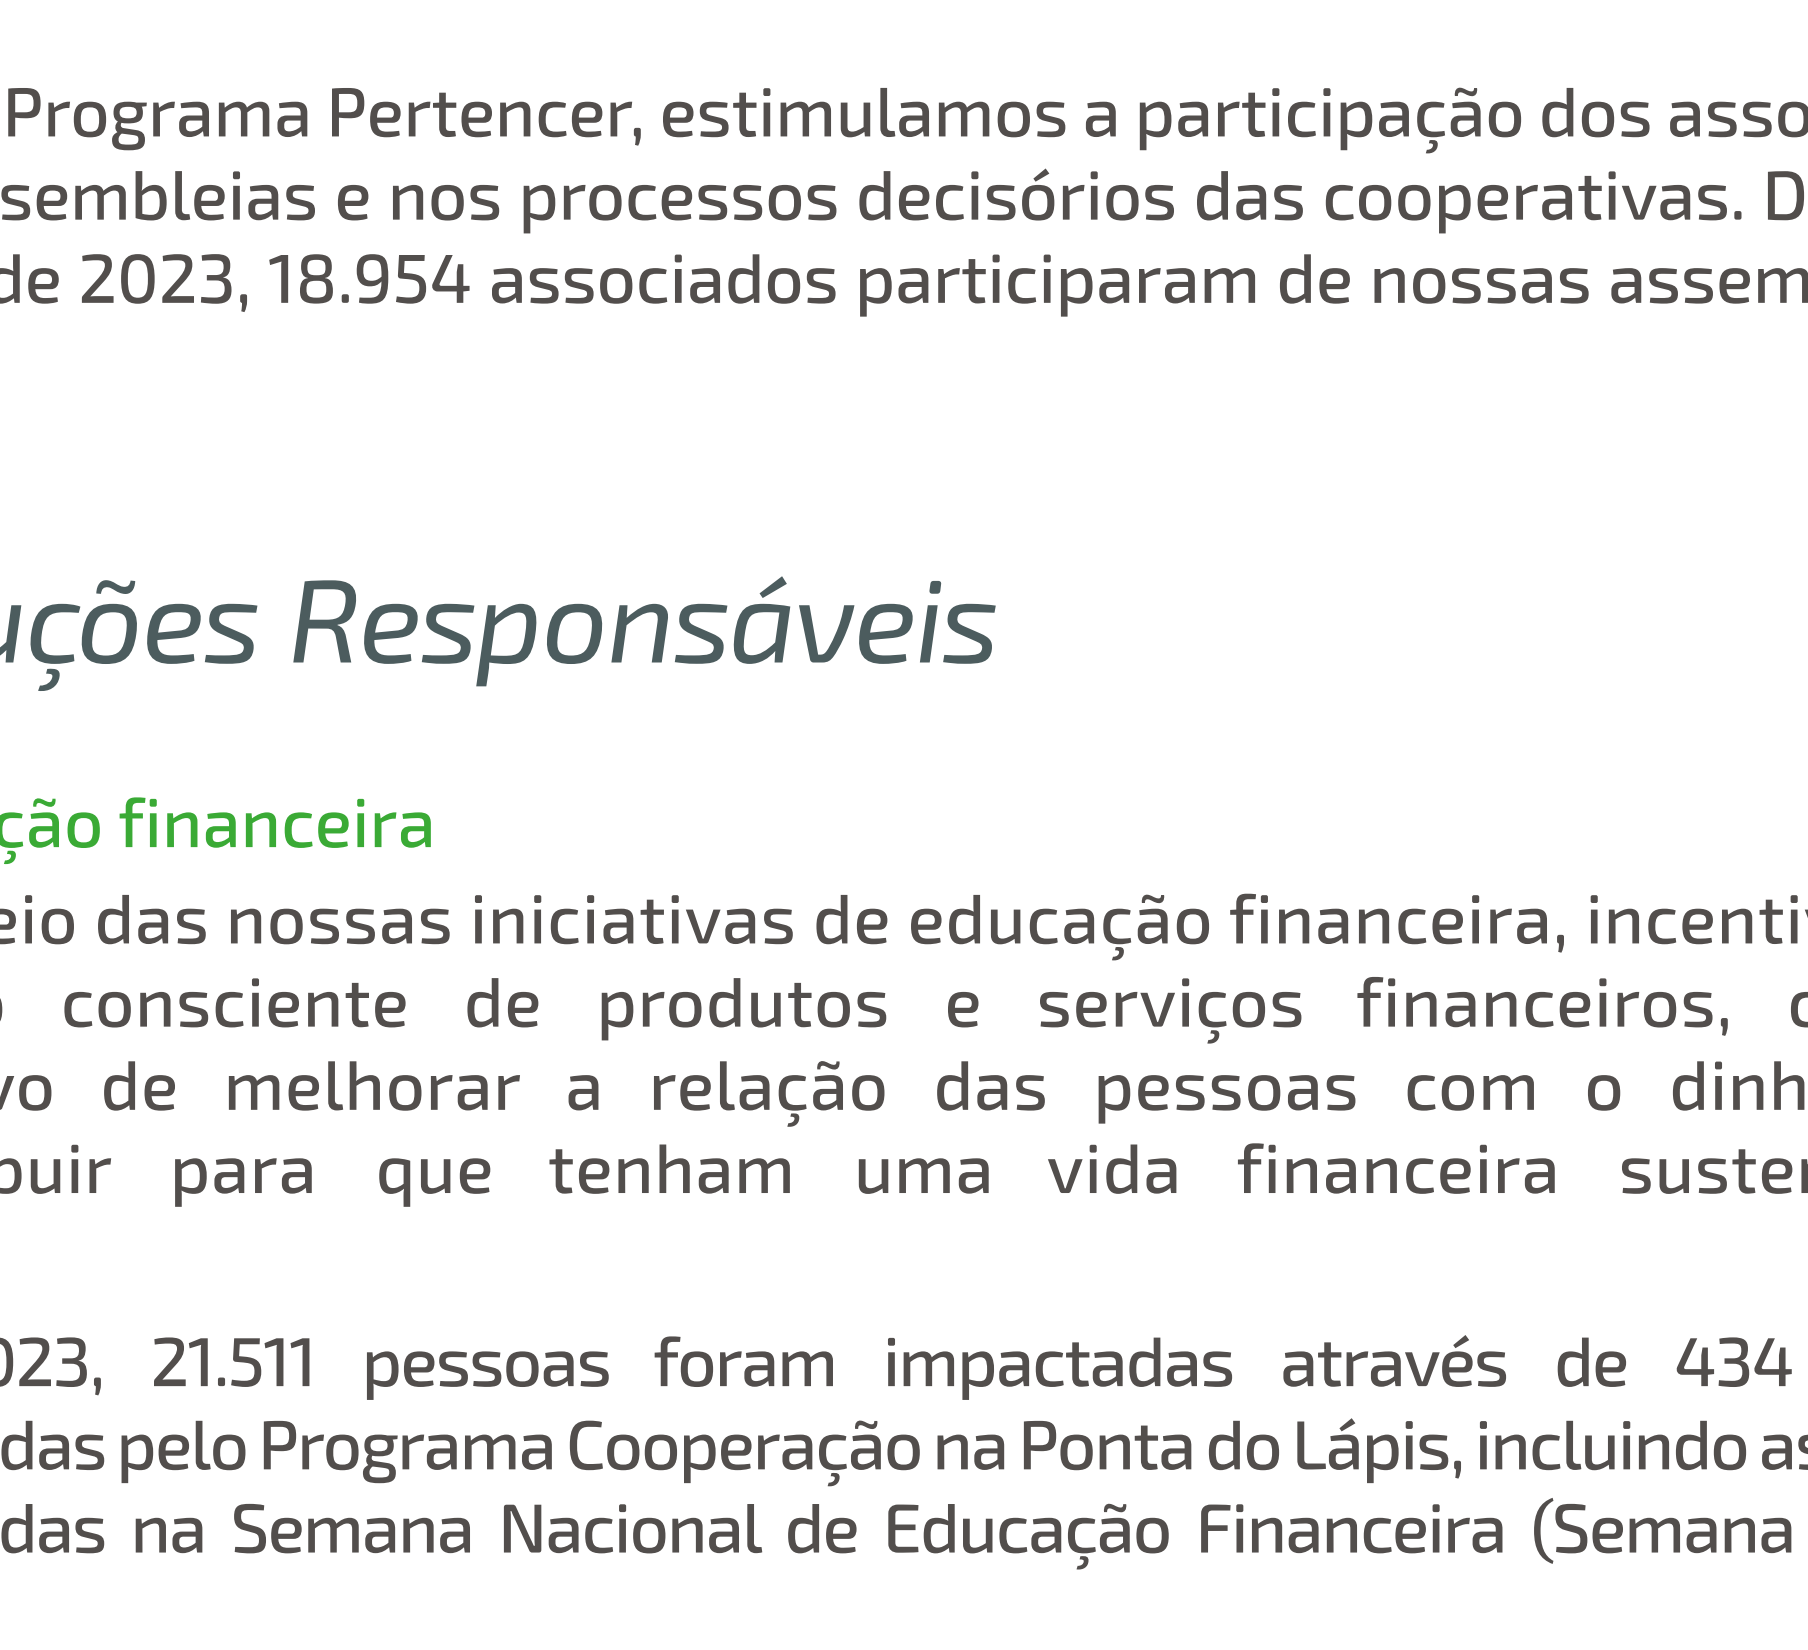 Programa Pertencer, estimulamos a participação dos asso
sembleias e nos processos decisórios das cooperativas. D
de 2023, 18.954 associados participaram de nossas assem
uções Responsáveis
ção financeira
eio das nossas iniciativas de educação financeira, incenti
o consciente de produtos e serviços financeiros, c
vo de melhorar a relação das pessoas com o dinh
buir para que tenham uma vida financeira suste
023, 21.511 pessoas foram impactadas através de 434
das pelo Programa Cooperação na Ponta do Lápis, incluindo as
das na Semana Nacional de Educação Financeira (Semana